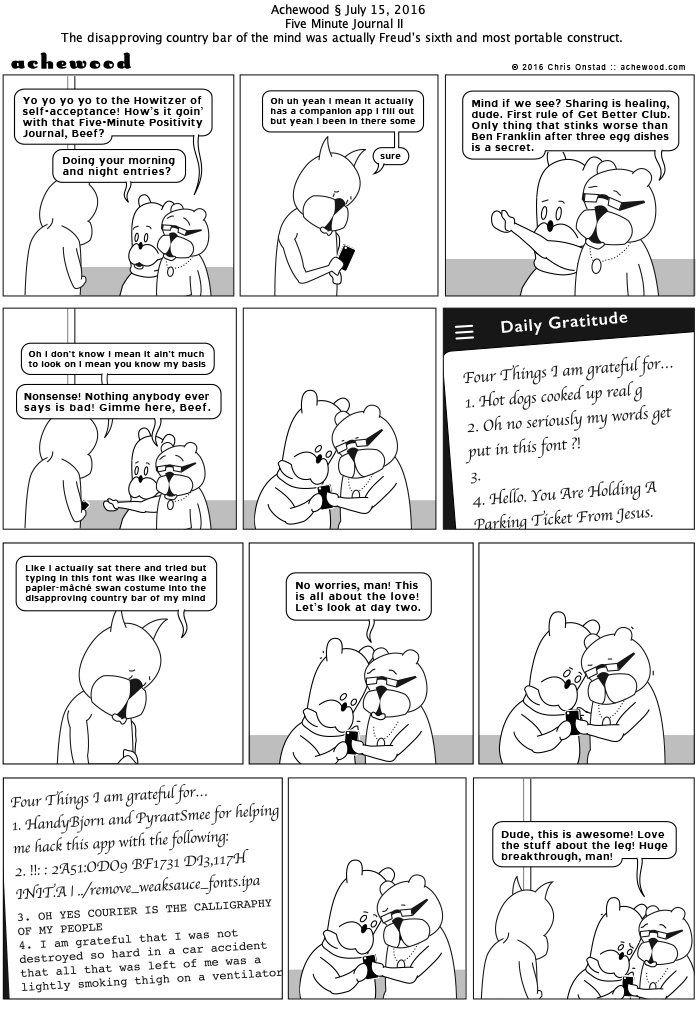 Achewood § July 15, 2016
Five Minute Journal II
The disapproving country bar of the mind was actually Freud's sixth and most portable construct.
achewood
© 2016 Chris Onstad :: achewood.com
Yo yo yo yo to the Howitzer of
self-acceptance! How's it goin'
with that Five-Minute Positivity
Journal, Beef?
Doing your morning
and night entries?
Oh uh yeah I mean it actually
has a companion app I fill out
but yeah I been in there some
sure
Mind if we see? Sharing is healing,
dude. First rule of Get Better Club.
Only thing that stinks worse than
Ben Franklin after three egg dishes
is a secret.
Oh I don't know I mean it ain't much
to look on I mean you know my basis
Nonsense! Nothing anybody ever
says is bad! Gimme here, Beef.
Daily Gratitude
Four Things I am grateful for...
1. Hot dogs cooked up real g
2. Oh no seriously my words get
put in this font ?!
3.
4. Hello. You Are Holding A
Parking Ticket From Jesus.
Like I actually sat there and tried but
typing in this font was like wearing a
papier-mâché swan costume into the
disapproving country bar of my mind
No worries, man! This
is all about the love!
Let's look at day two.
Four Things I am grateful for...
1. HandyBjorn and PyraatSmee for helping
me hack this app with the following:
2. !!: : 2A51:ODO9 BF1731 DI3,117H
INIT.A | ../remove_weaksauce_fonts.ipa
3. OH YES COURIER IS THE CALLIGRAPHY
OF MY PEOPLE
4. I am grateful that I was not
destroyed so hard in a car accident
that all that was left of me was a
lightly smoking thigh on a ventilator
Dude, this is awesome! Love
the stuff about the leg! Huge
breakthrough, man!